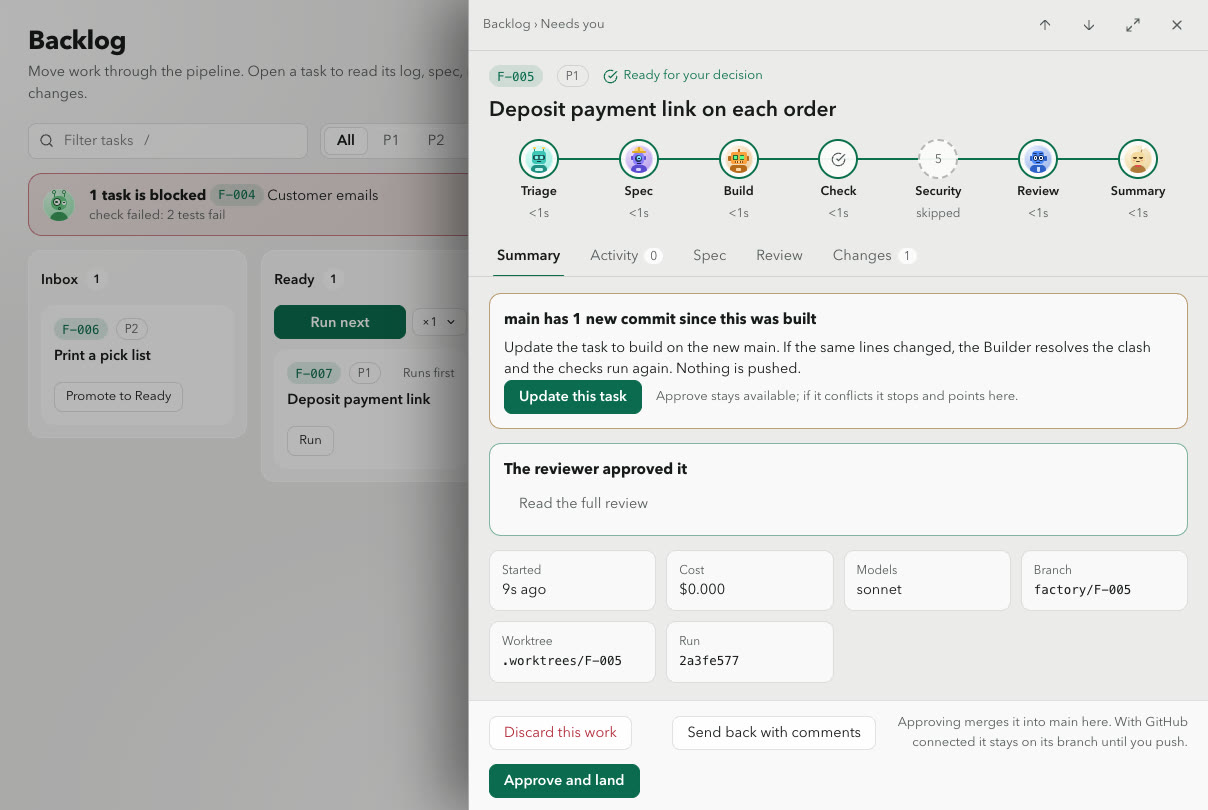 Backlog
Move work through the pipeline. Open a task to read its log, spec,
changes.
Filter tasks /
All P1 P2
1 task is blocked F-004 Customer emails
check failed: 2 tests fail
Inbox 1
F-006 P2
Print a pick list
Promote to Ready
Ready 1
Run next ×1
F-007 P1 Runs first
Deposit payment link
Run
Backlog › Needs you
F-005 P1 Ready for your decision
Deposit payment link on each order
5
Triage Spec Build Check Security Review Summary
<1s <1s <1s <1s skipped <1s <1s
Summary Activity 0 Spec Review Changes 1
main has 1 new commit since this was built
Update the task to build on the new main. If the same lines changed, the Builder resolves the clash
and the checks run again. Nothing is pushed.
Update this task Approve stays available; if it conflicts it stops and points here.
The reviewer approved it
Read the full review
Started Cost Models Branch
9s ago $0.000 sonnet factory/F-005
Worktree Run
.worktrees/F-005 2a3fe577
Discard this work Send back with comments
Approving merges it into main here. With GitHub
connected it stays on its branch until you push.
Approve and land